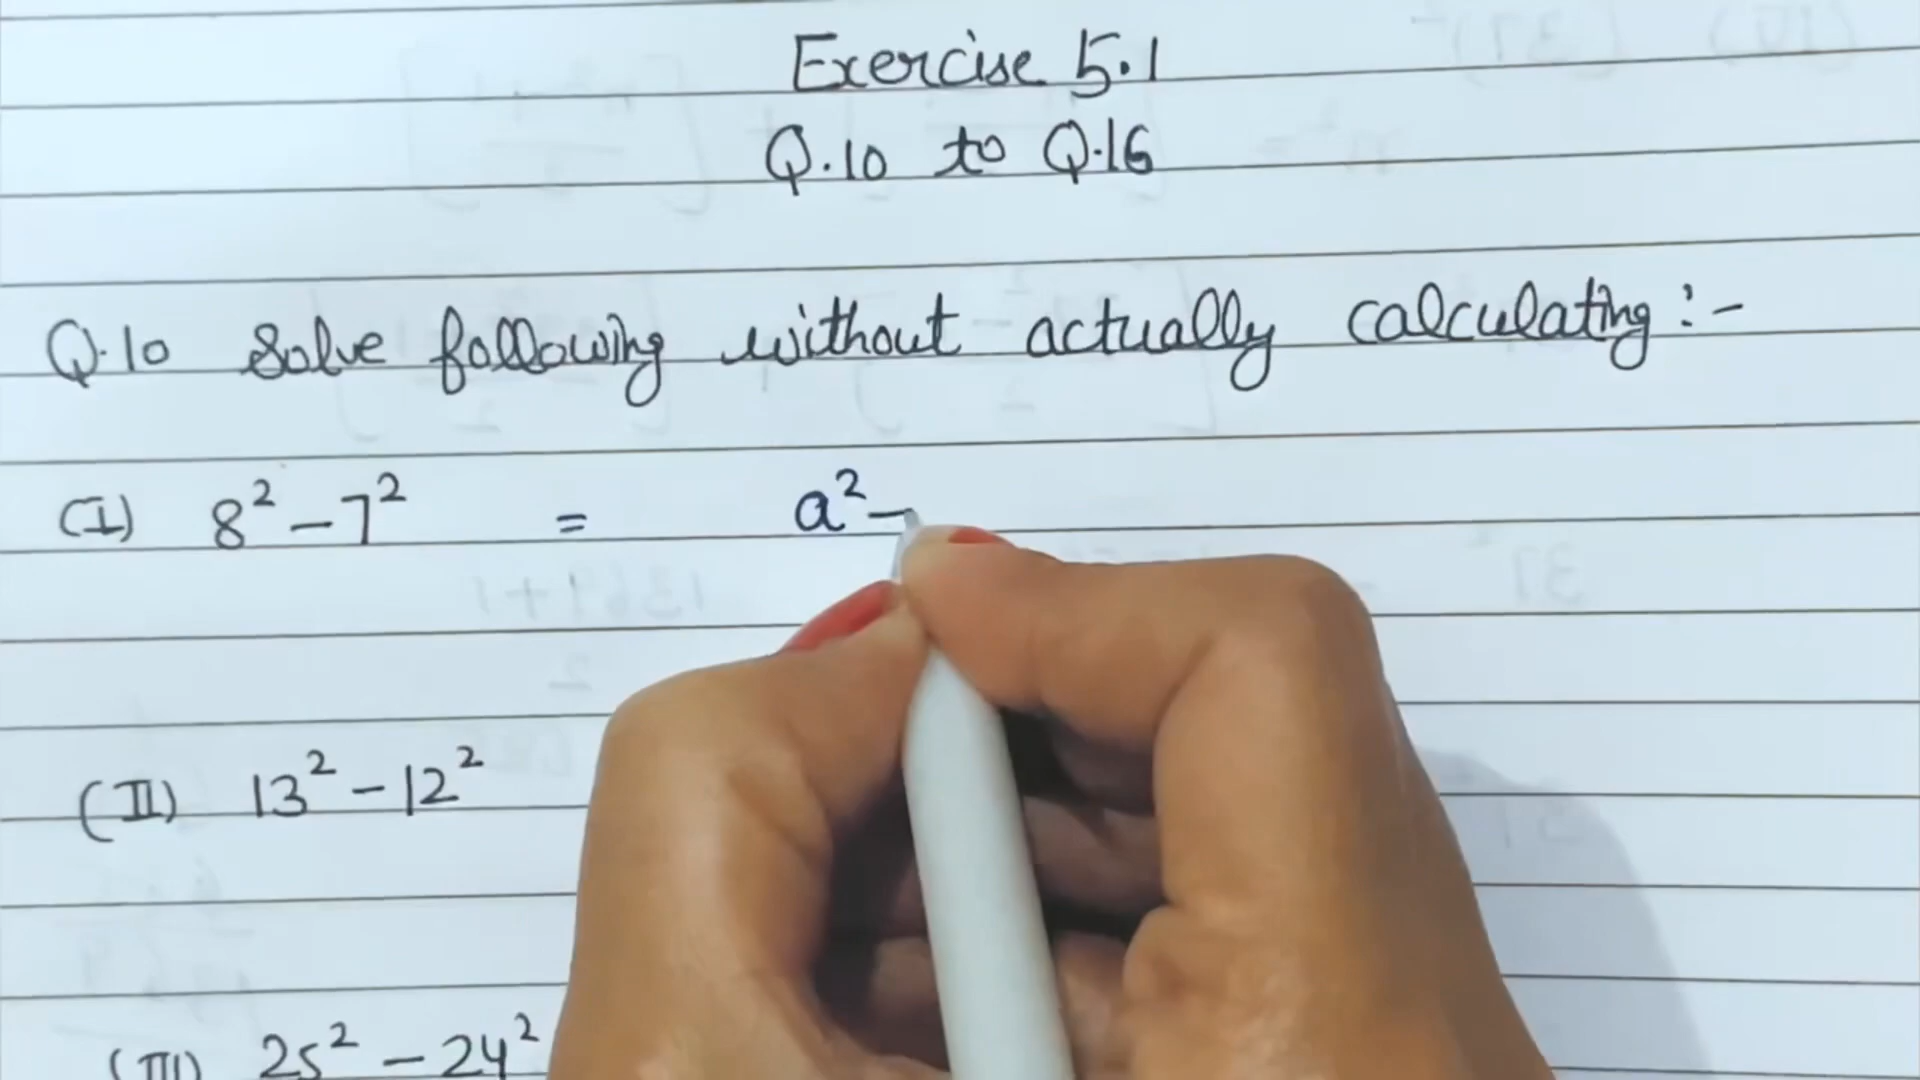 Exercise 5.1
Q.10 to Q.16
Q.10 Solve following without actually calculating:-
(I) 8² - 7² = a² -
(II) 13² - 12²
(III) 25² - 24²